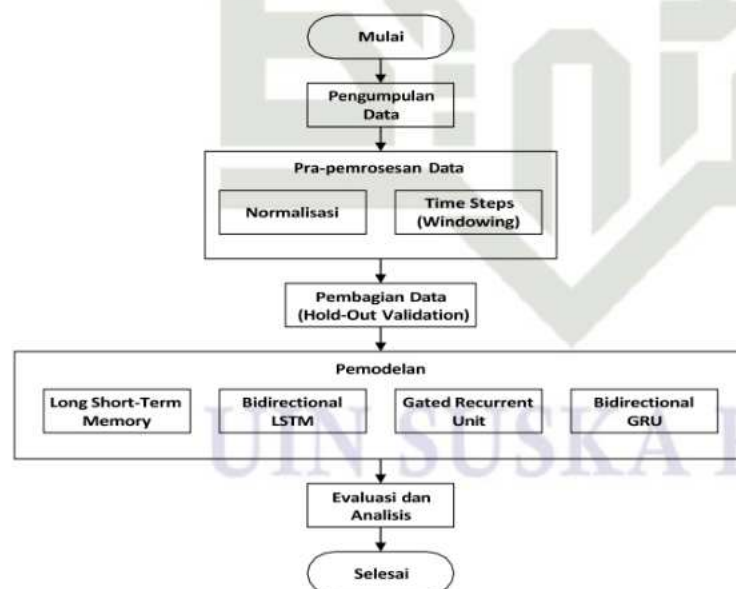 Mulai
Pengumpulan
Data
Pra-pemrosesan Data
Normalisasi
Time Steps
(Windowing)
Pembagian Data
(Hold-Out Validation)
Pemodelan
Long Short-Term
Memory
Bidirectional
LSTM
Gated Recurrent
Unit
Bidirectional
GRU
UIN SUSKA
Evaluasi dan
Analisis
Selesai